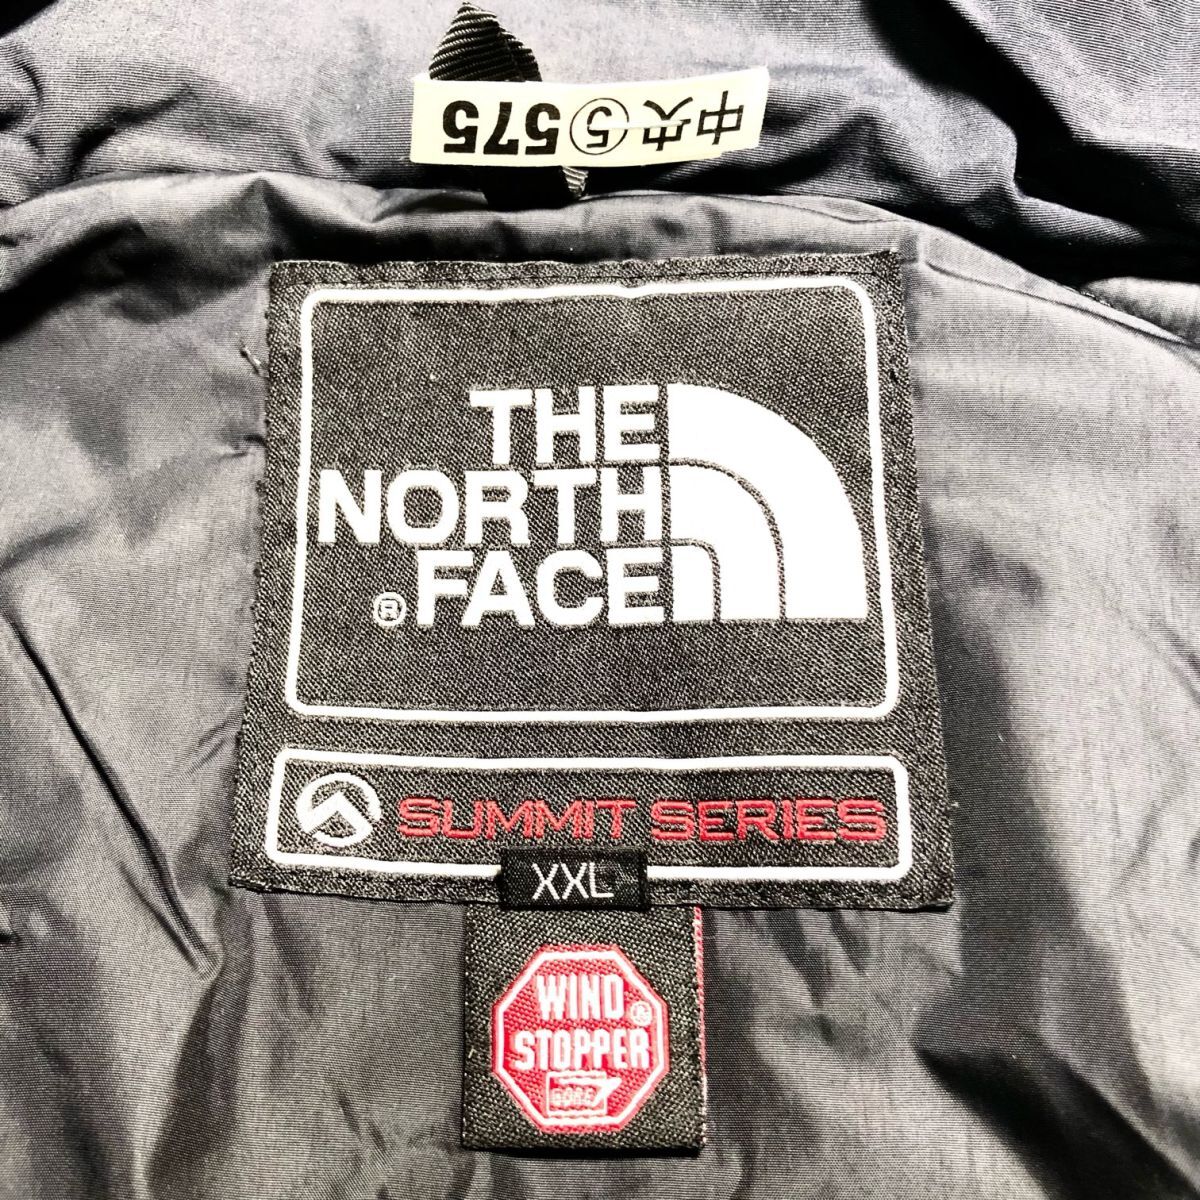 中央⑤575
THE
NORTH
® FACE
SUMMIT SERIES
XXL
WIND
STOPPER
GORE